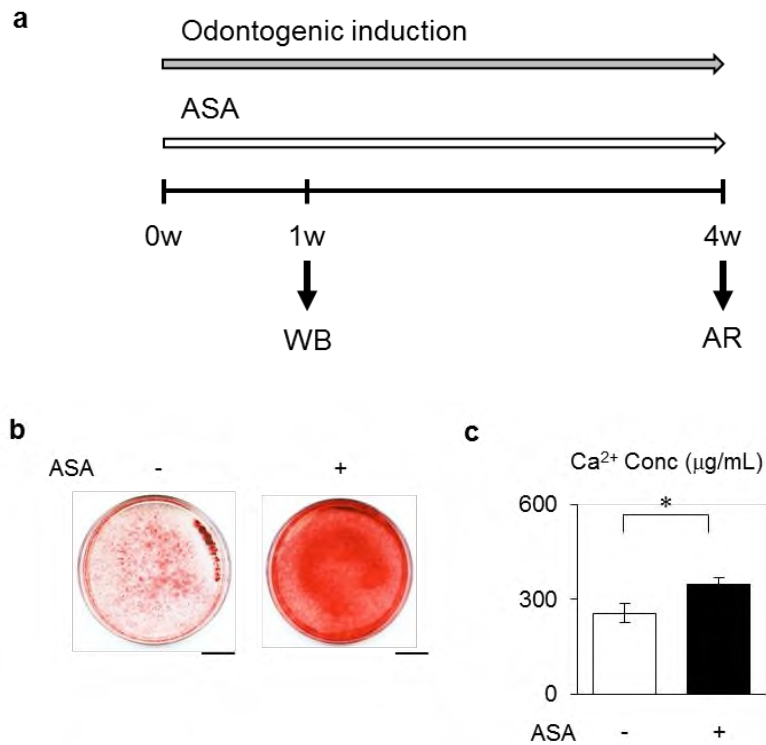 a
Odontogenic induction
ASA
0w 1w 4w
WB AR
b
ASA - +
c
Ca²⁺ Conc (μg/mL)
600
*
300
0
ASA - +